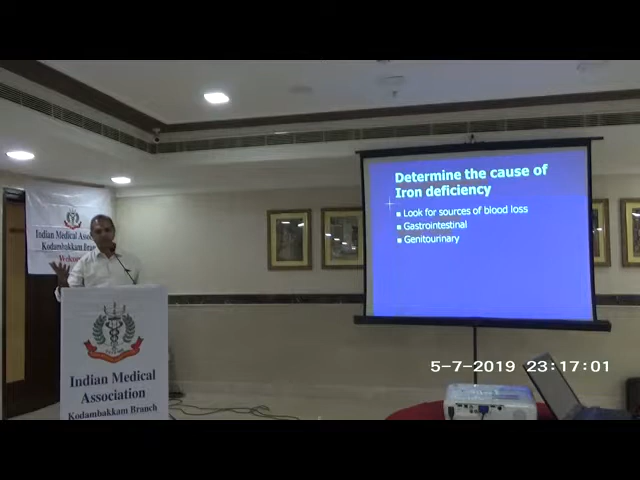 Determine the cause of
Iron deficiency
Look for sources of blood loss
Gastrointestinal
Genitourinary
Indian Medical
Kodambakkam
Indian Medical
Association
Kodambakkam Branch
5-7-2019 23:17:01